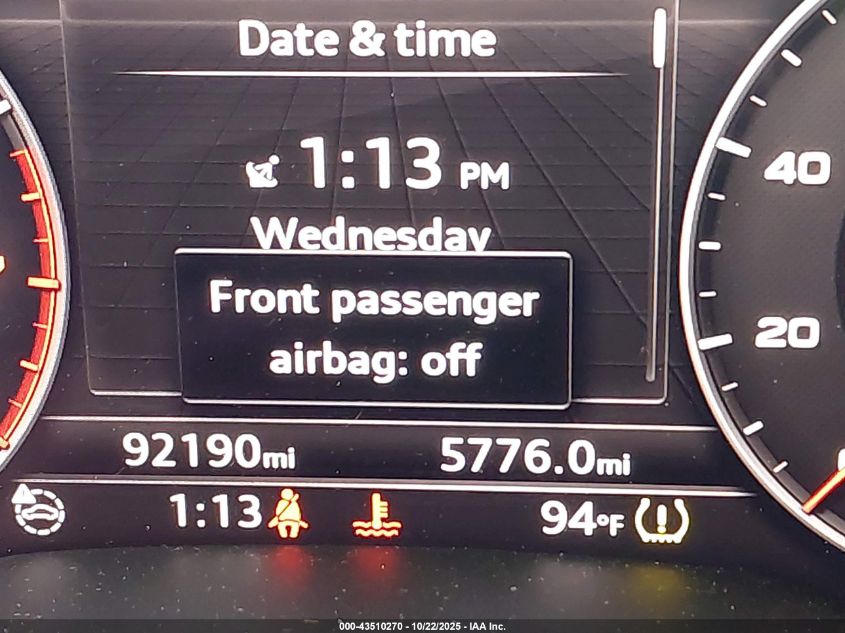 Date & time
1:13 PM
Wednesday
Front passenger
airbag: off
40
20
92190mi
5776.0mi
1:13
94°F
000-43510270 - 10/22/2025 - IAA Inc.